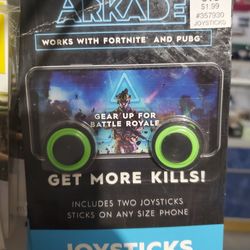 ARKADE
$1.99
#357930
JOYSTICKS
WORKS WITH FORTNITE® AND PUBG™
GEAR UP FOR
BATTLE ROYALE
GET MORE KILLS!
INCLUDES TWO JOYSTICKS
STICKS ON ANY SIZE PHONE
JOYSTICKS